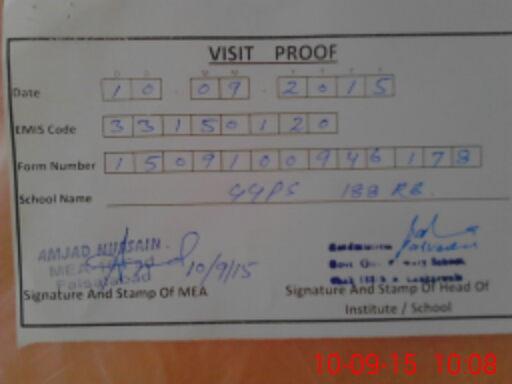 VISIT PROOF
Date 10 . 09 . 2015
EMIS Code 33150120
Form Number 1509100946178
School Name GGPS 188 RB
AMJAD HUSSAIN
MEA
Faisalabad
10/9/15
Signature And Stamp Of MEA
Signature And Stamp Of Head Of
Institute / School
10-09-15 10:08